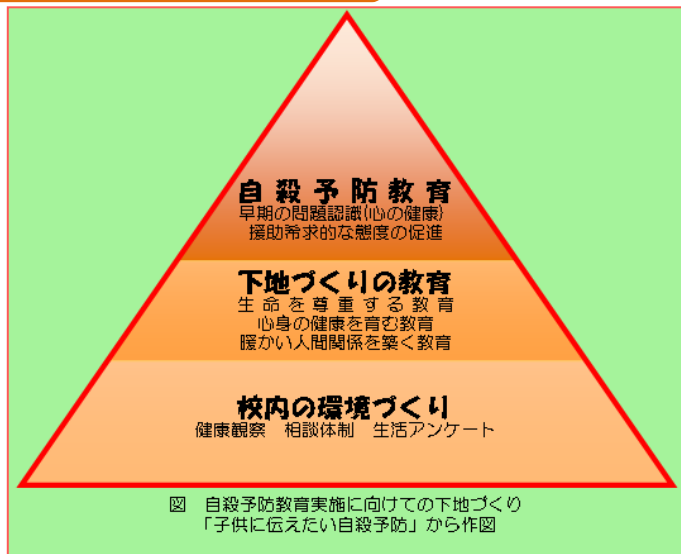 自殺予防教育
早期の問題認識(心の健康)
援助希求的な態度の促進
下地づくりの教育
生命を尊重する教育
心身の健康を育む教育
暖かい人間関係を築く教育
校内の環境づくり
健康観察　相談体制　生活アンケート
図　自殺予防教育実施に向けての下地づくり
「子供に伝えたい自殺予防」から作図